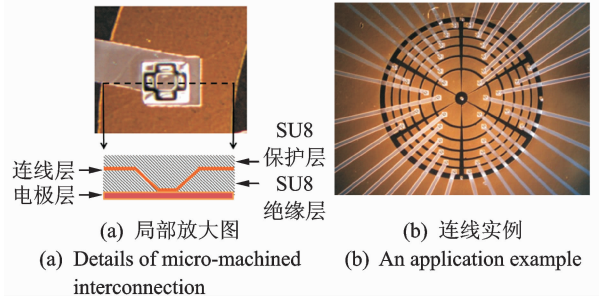 SU8
保护层
连线层
电极层
SU8
绝缘层
(a) 局部放大图
(a) Details of micro-machined
interconnection
(b) 连线实例
(b) An application example